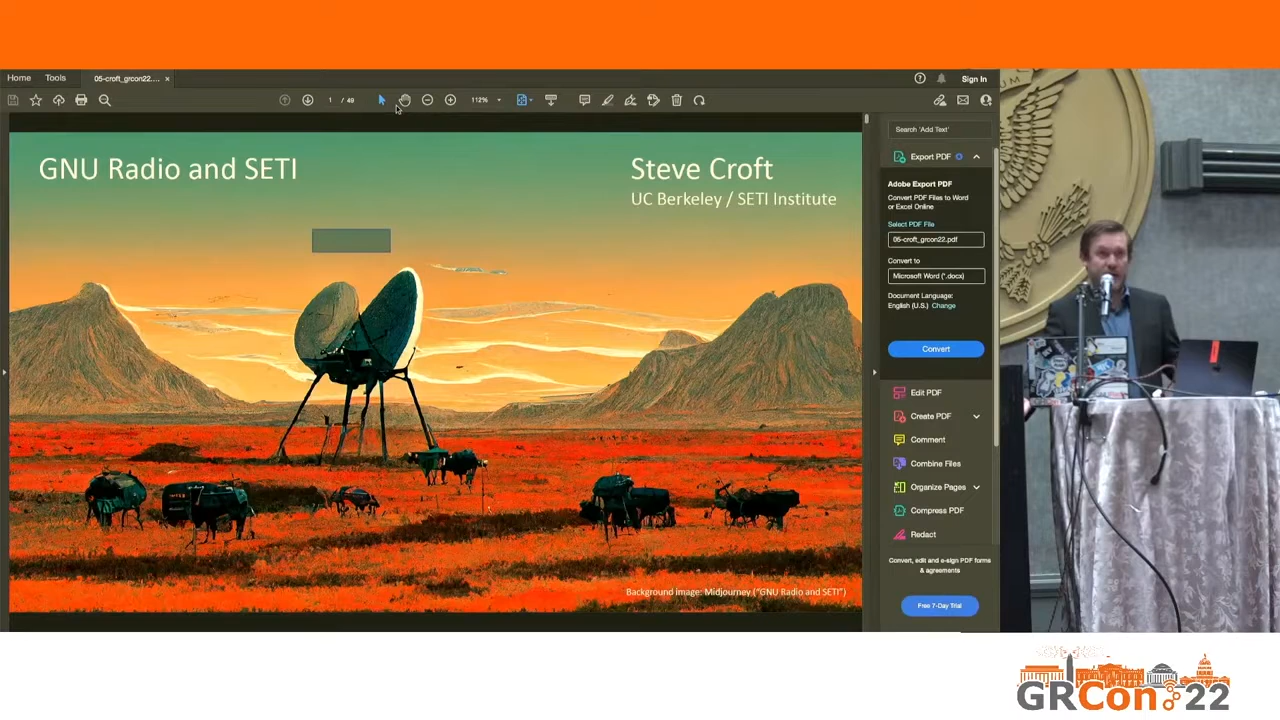 Home
Tools
05-croft_grcon22....
×
Sign In
1 / 49
112%
GNU Radio and SETI
Steve Croft
UC Berkeley / SETI Institute
Background image: Midjourney ("GNU Radio and SETI")
Search 'Add Text'
Export PDF
Adobe Export PDF
Convert PDF Files to Word
or Excel Online
Select PDF File
05-croft_grcon22.pdf
Convert to
Microsoft Word (*.docx)
Document Language:
English (U.S.) Change
Convert
Edit PDF
Create PDF
Comment
Combine Files
Organize Pages
Compress PDF
Redact
Convert, edit and e-sign PDF forms
& agreements
Free 7-Day Trial
GRCon 22